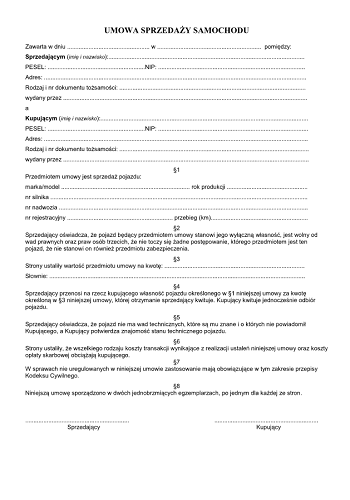 UMOWA SPRZEDAŻY SAMOCHODU
Zawarta w dniu ................................................ w ............................................................ pomiędzy:
Sprzedającym (imię / nazwisko):....................................................................................................
PESEL: .........................................................NIP: ......................................................................................
Adres: ..............................................................................................................................................
Rodzaj i nr dokumentu tożsamości: ................................................................................................
wydany przez ....................................................................................................................................
a
Kupującym (imię / nazwisko):.......................................................................................................
PESEL: .........................................................NIP: ......................................................................................
Adres: ..............................................................................................................................................
Rodzaj i nr dokumentu tożsamości: ................................................................................................
wydany przez ....................................................................................................................................
§1
Przedmiotem umowy jest sprzedaż pojazdu:
marka/model .......................................................................... rok produkcji ................................................
nr silnika ..........................................................................................................................................
nr nadwozia .....................................................................................................................................
nr rejestracyjny .............................................................. przebieg (km)........................................................
§2
Sprzedający oświadcza, że pojazd będący przedmiotem umowy stanowi jego wyłączną własność, jest wolny od
wad prawnych oraz praw osób trzecich, że nie toczy się żadne postępowanie, którego przedmiotem jest ten
pojazd, że nie stanowi on również przedmiotu zabezpieczenia.
§3
Strony ustaliły wartość przedmiotu umowy na kwotę: ....................................................................................
Słownie: ............................................................................................................................................
§4
Sprzedający przenosi na rzecz kupującego własność pojazdu określonego w §1 niniejszej umowy za kwotę
określoną w §3 niniejszej umowy, której otrzymanie sprzedający kwituje. Kupujący kwituje jednocześnie odbiór
pojazdu.
§5
Sprzedający oświadcza, że pojazd nie ma wad technicznych, które są mu znane i o których nie powiadomił
Kupującego, a Kupujący potwierdza znajomość stanu technicznego pojazdu.
§6
Strony ustaliły, że wszelkiego rodzaju koszty transakcji wynikające z realizacji ustaleń niniejszej umowy oraz koszty
opłaty skarbowej obciążają kupującego.
§7
W sprawach nie uregulowanych w niniejszej umowie zastosowanie mają obowiązujące w tym zakresie przepisy
Kodeksu Cywilnego.
§8
Niniejszą umowę sporządzono w dwóch jednobrzmiących egzemplarzach, po jednym dla każdej ze stron.
............................................................ ............................................................
Sprzedający Kupujący